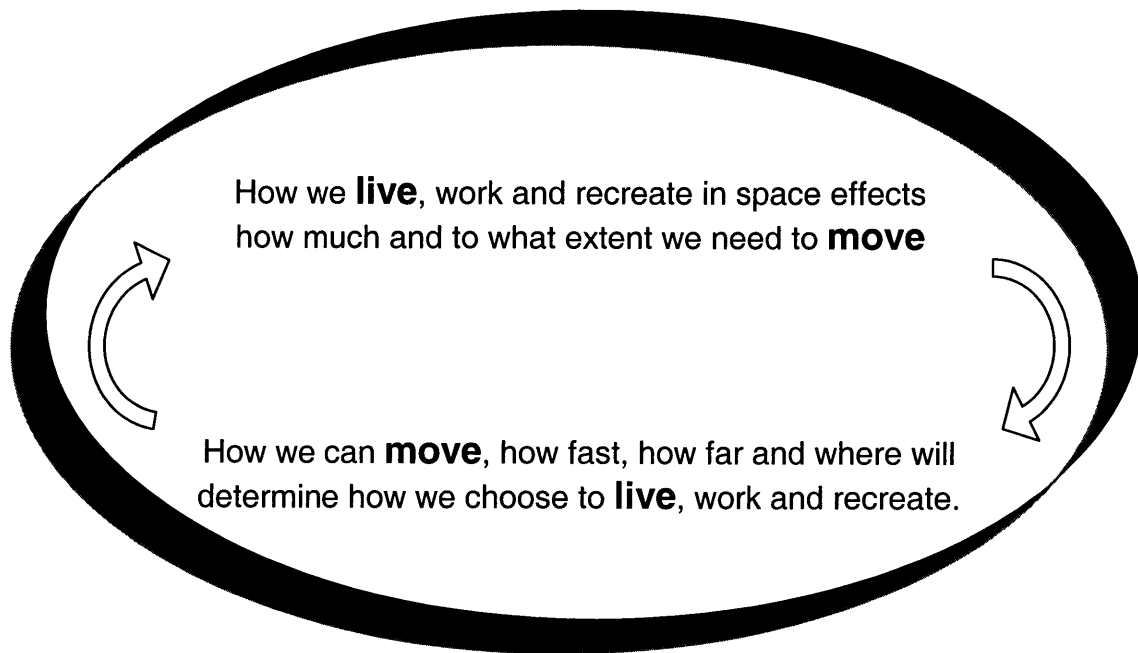 How we live, work and recreate in space effects
how much and to what extent we need to move
How we can move, how fast, how far and where will
determine how we choose to live, work and recreate.